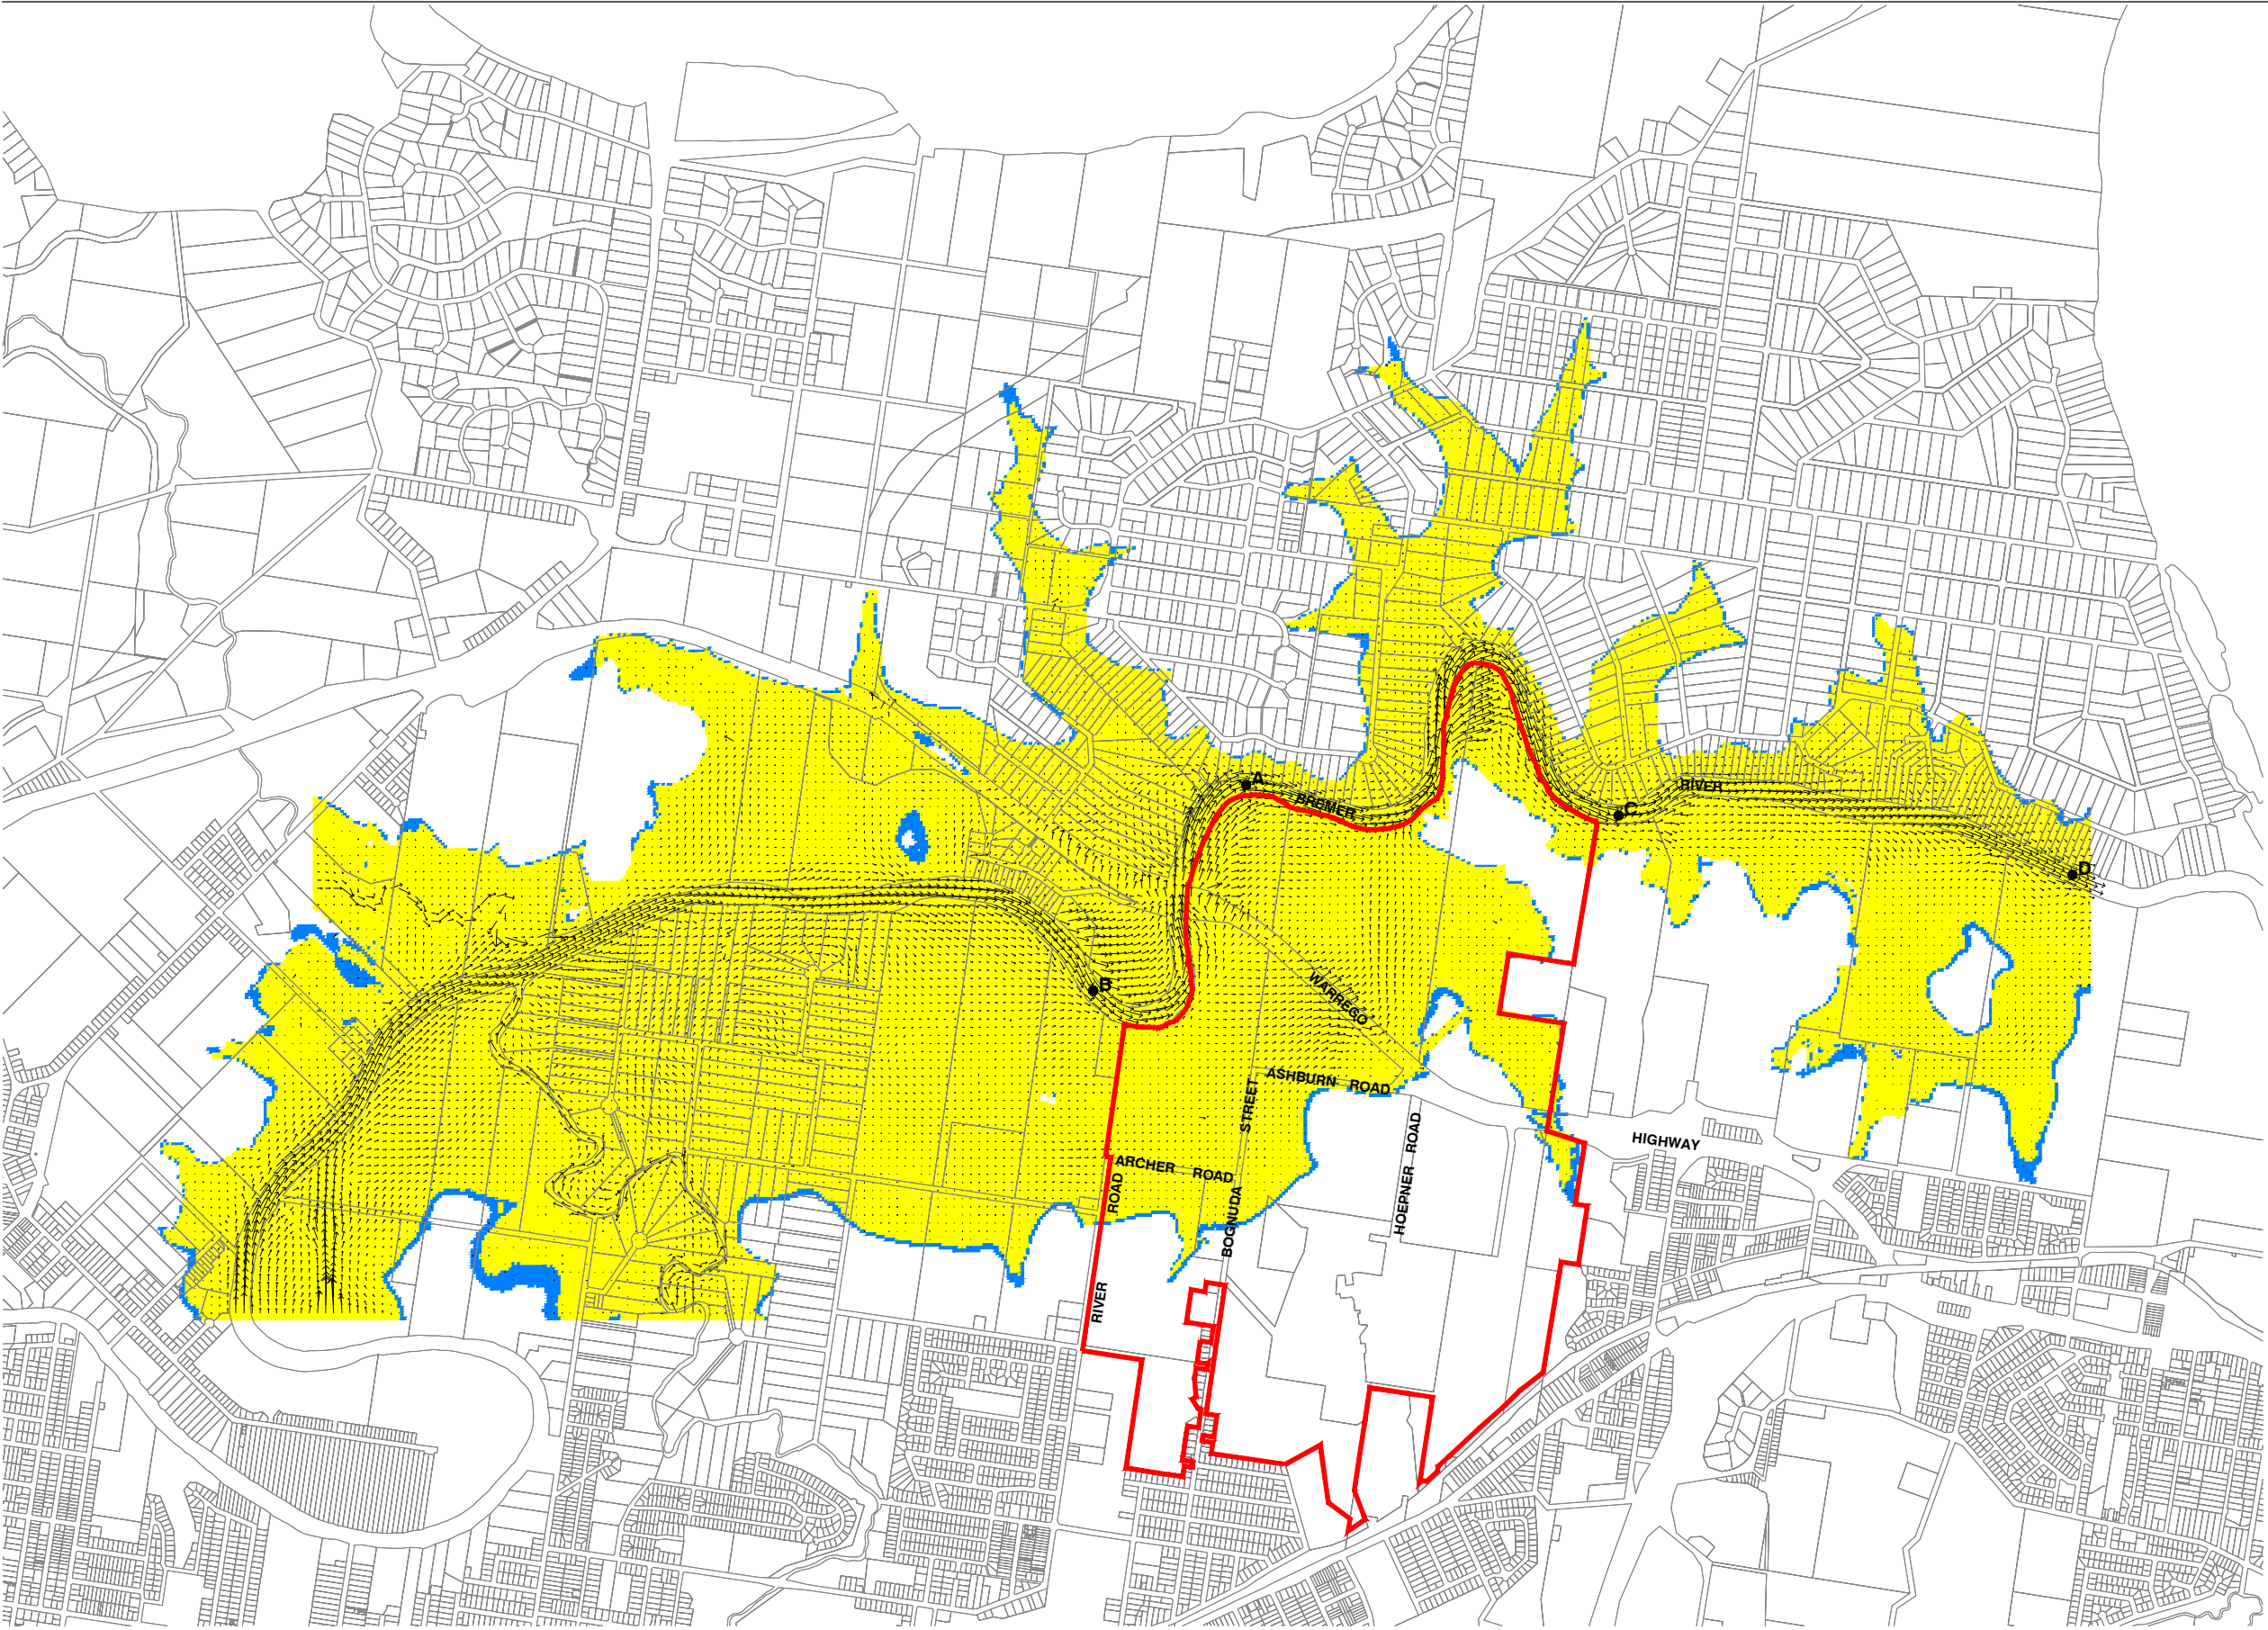 A
BREMER
RIVER
C
D
B
WARREGO
ASHBURN ROAD
STREET
HOEPNER ROAD
HIGHWAY
ARCHER ROAD
ROAD
BOGNUDA
RIVER